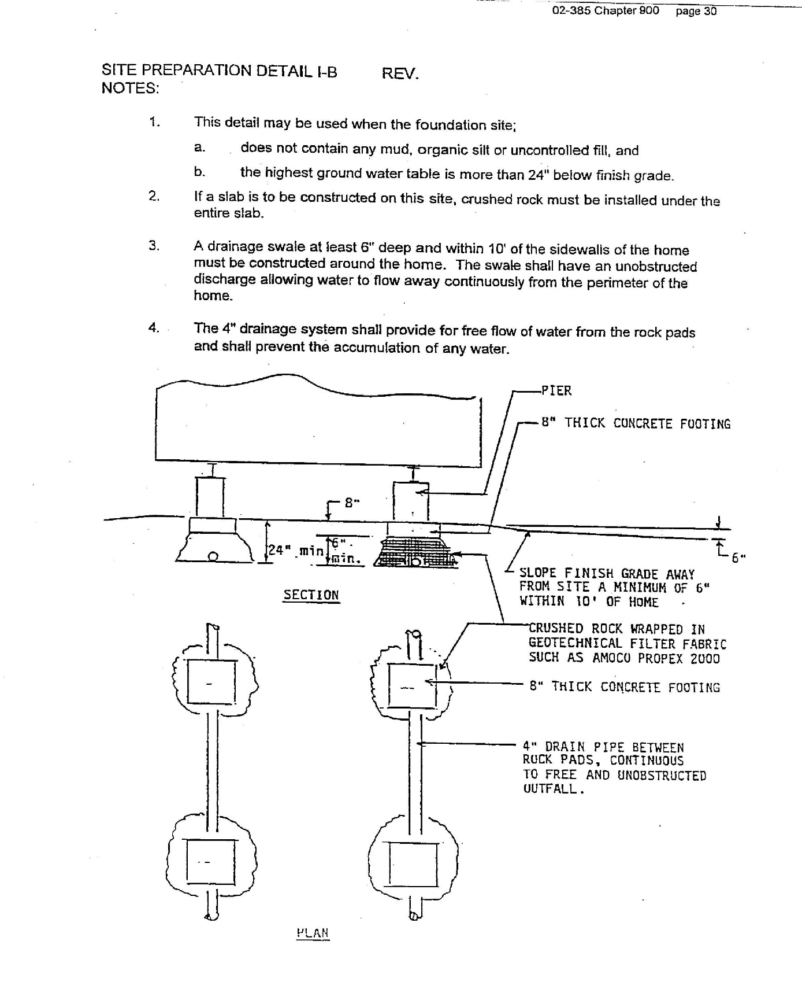 02-385 Chapter 900 page 30
SITE PREPARATION DETAIL I-B REV.
NOTES:
1. This detail may be used when the foundation site;
a. does not contain any mud, organic silt or uncontrolled fill, and
b. the highest ground water table is more than 24" below finish grade.
2. If a slab is to be constructed on this site, crushed rock must be installed under the
entire slab.
3. A drainage swale at least 6" deep and within 10' of the sidewalls of the home
must be constructed around the home. The swale shall have an unobstructed
discharge allowing water to flow away continuously from the perimeter of the
home.
4. The 4" drainage system shall provide for free flow of water from the rock pads
and shall prevent the accumulation of any water.
PIER
8" THICK CONCRETE FOOTING
8"
24" min
6"
min.
6"
SLOPE FINISH GRADE AWAY
FROM SITE A MINIMUM OF 6"
WITHIN 10' OF HOME
SECTION
CRUSHED ROCK WRAPPED IN
GEOTECHNICAL FILTER FABRIC
SUCH AS AMOCO PROPEX 2000
8" THICK CONCRETE FOOTING
4" DRAIN PIPE BETWEEN
ROCK PADS, CONTINUOUS
TO FREE AND UNOBSTRUCTED
OUTFALL.
PLAN